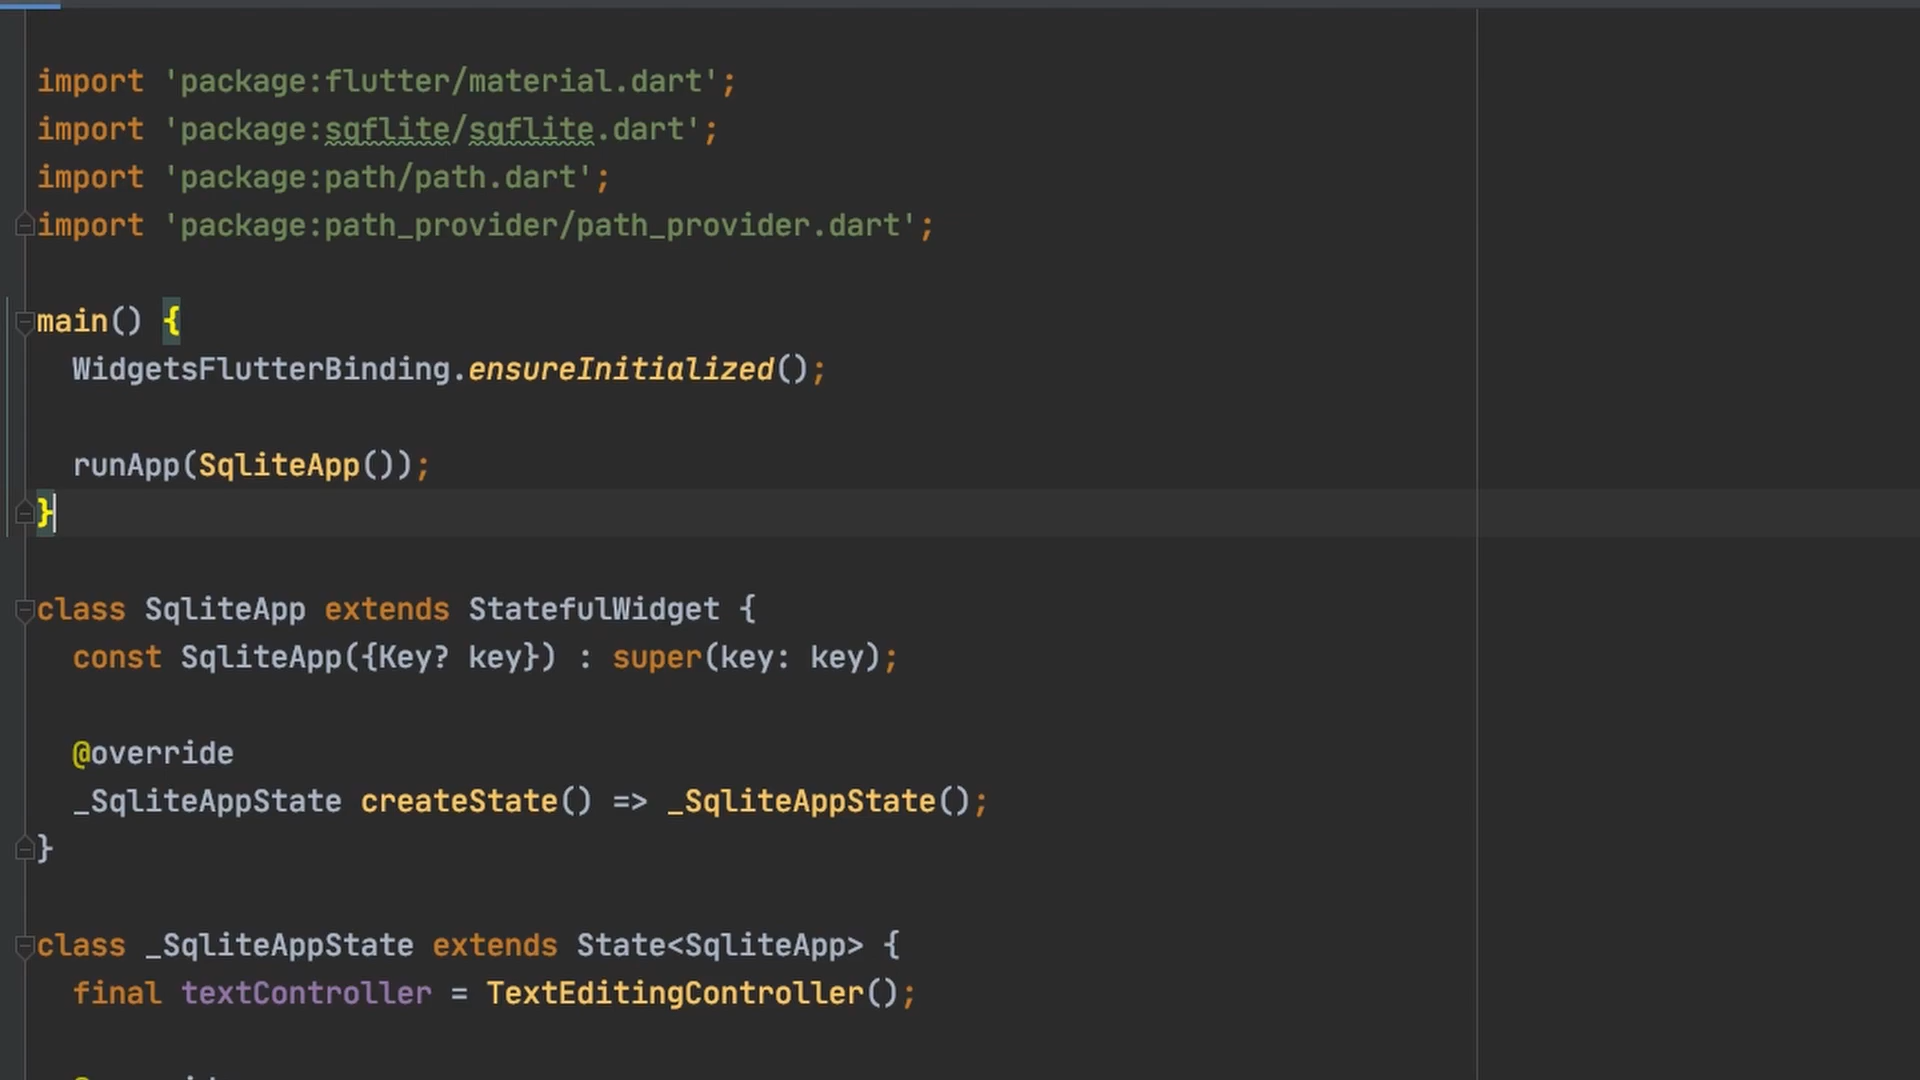 import 'package:flutter/material.dart';
import 'package:sqflite/sqflite.dart';
import 'package:path/path.dart';
import 'package:path_provider/path_provider.dart';
main() {
WidgetsFlutterBinding.ensureInitialized();
runApp(SqliteApp());
}
class SqliteApp extends StatefulWidget {
const SqliteApp({Key? key}) : super(key: key);
@override
_SqliteAppState createState() => _SqliteAppState();
}
class _SqliteAppState extends State<SqliteApp> {
final textController = TextEditingController();